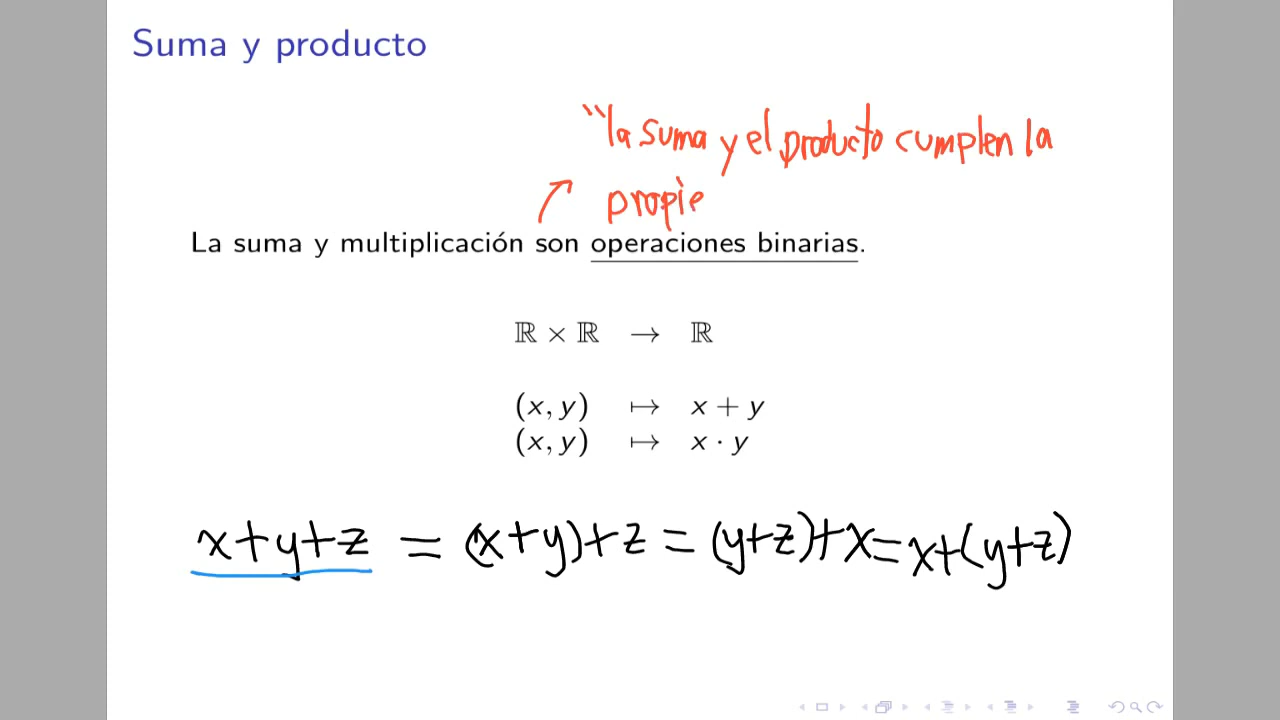 Suma y producto
“la suma y el producto cumplen la
propie
La suma y multiplicación son operaciones binarias.
ℝ × ℝ → ℝ
(x, y) ↦ x + y
(x, y) ↦ x · y
x+y+z = (x+y)+z = (y+z)+x = x+(y+z)